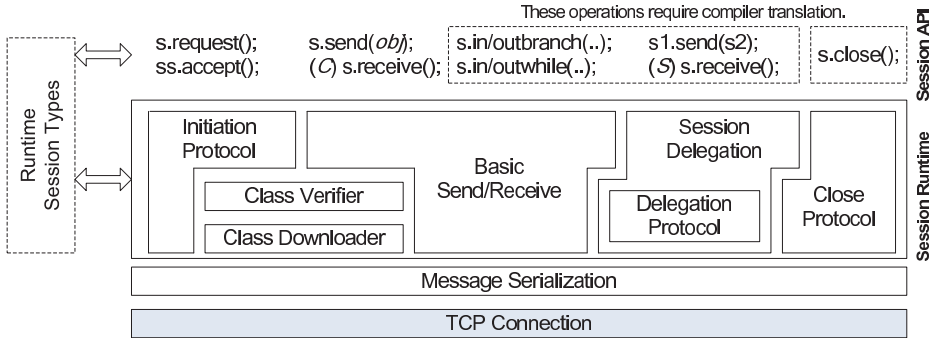 These operations require compiler translation.
s.request();
ss.accept();
s.send(obj);
(C) s.receive();
s.in/outbranch(..);
s.in/outwhile(..);
s1.send(s2);
(S) s.receive();
s.close();
Session API
Runtime
Session Types
Initiation
Protocol
Class Verifier
Class Downloader
Basic
Send/Receive
Session
Delegation
Delegation
Protocol
Close
Protocol
Session Runtime
Message Serialization
TCP Connection